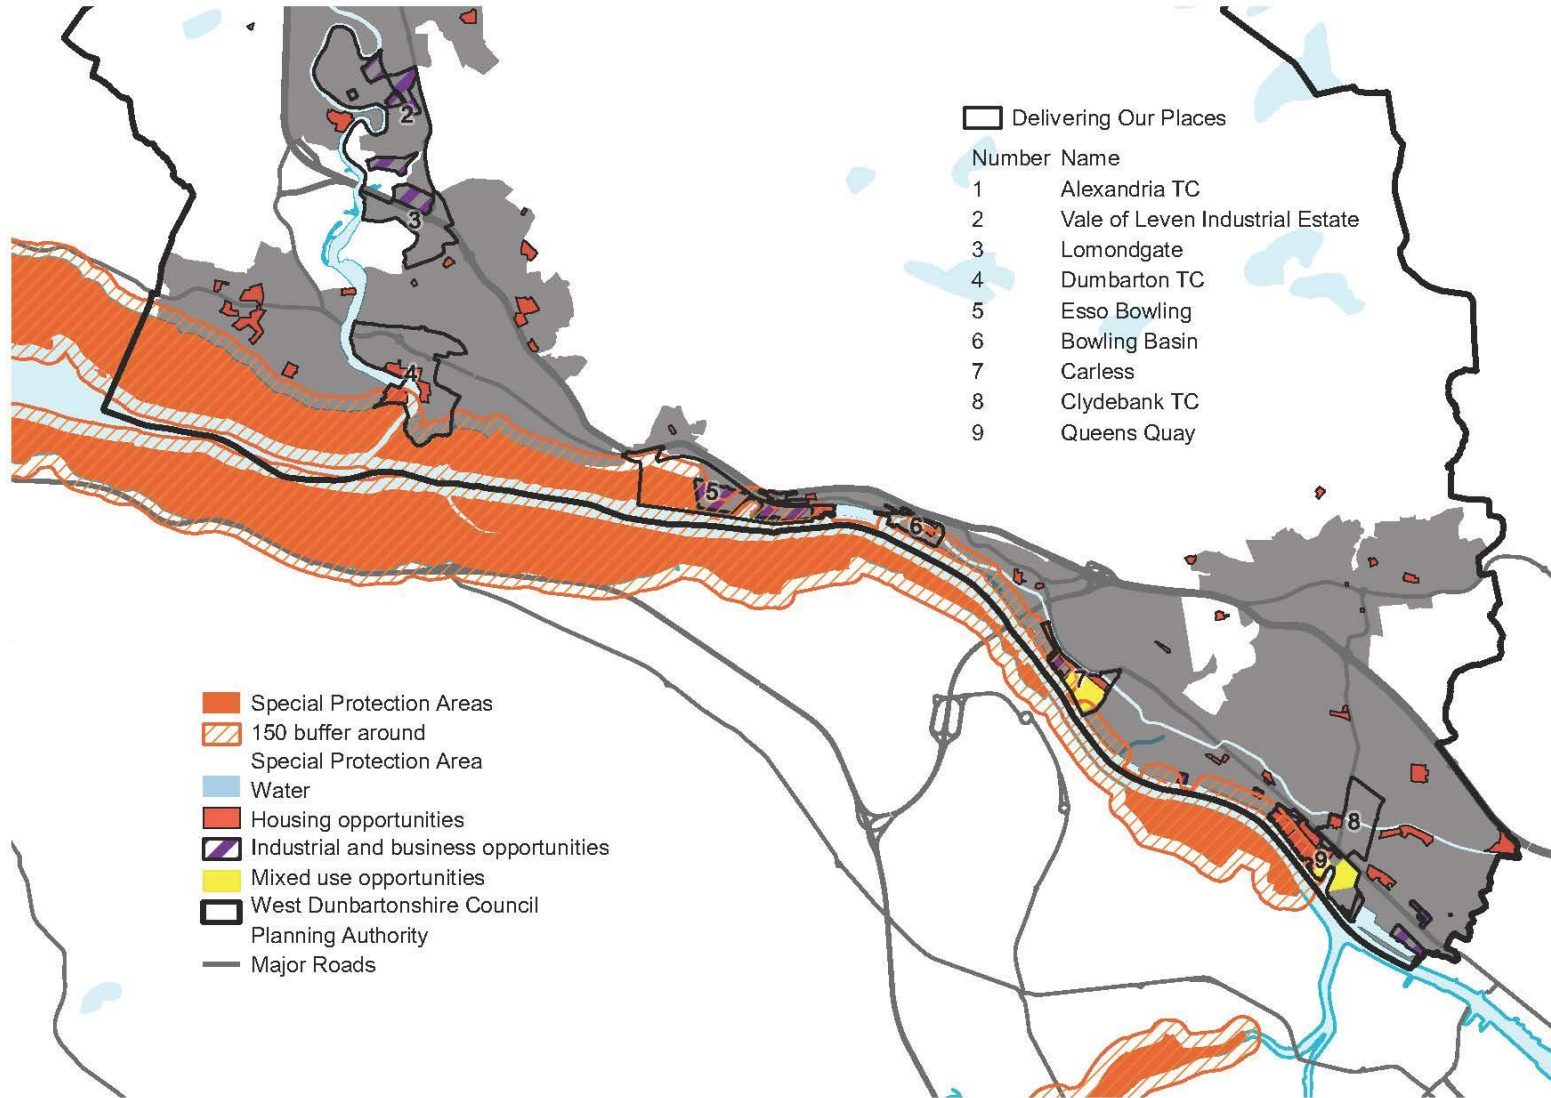 Delivering Our Places
Number Name
1 Alexandria TC
2 Vale of Leven Industrial Estate
3 Lomondgate
4 Dumbarton TC
5 Esso Bowling
6 Bowling Basin
7 Carless
8 Clydebank TC
9 Queens Quay
2
3
4
5
6
7
8
9
Special Protection Areas
150 buffer around
Special Protection Area
Water
Housing opportunities
Industrial and business opportunities
Mixed use opportunities
West Dunbartonshire Council
Planning Authority
Major Roads